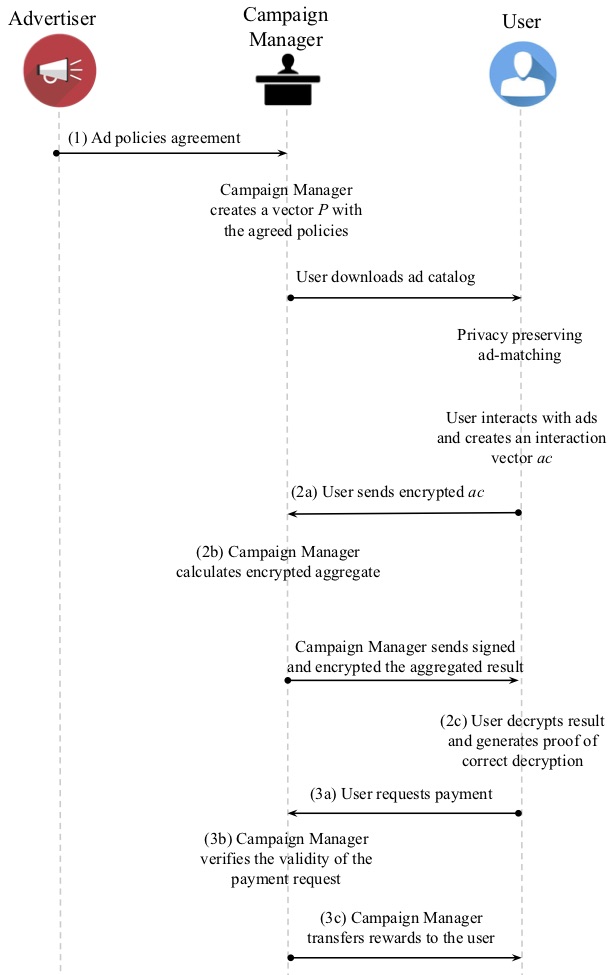 Advertiser
Campaign
Manager
User
(1) Ad policies agreement
Campaign Manager
creates a vector P with
the agreed policies
User downloads ad catalog
Privacy preserving
ad-matching
User interacts with ads
and creates an interaction
vector ac
(2a) User sends encrypted ac
(2b) Campaign Manager
calculates encrypted aggregate
Campaign Manager sends signed
and encrypted the aggregated result
(2c) User decrypts result
and generates proof of
correct decryption
(3a) User requests payment
(3b) Campaign Manager
verifies the validity of the
payment request
(3c) Campaign Manager
transfers rewards to the user